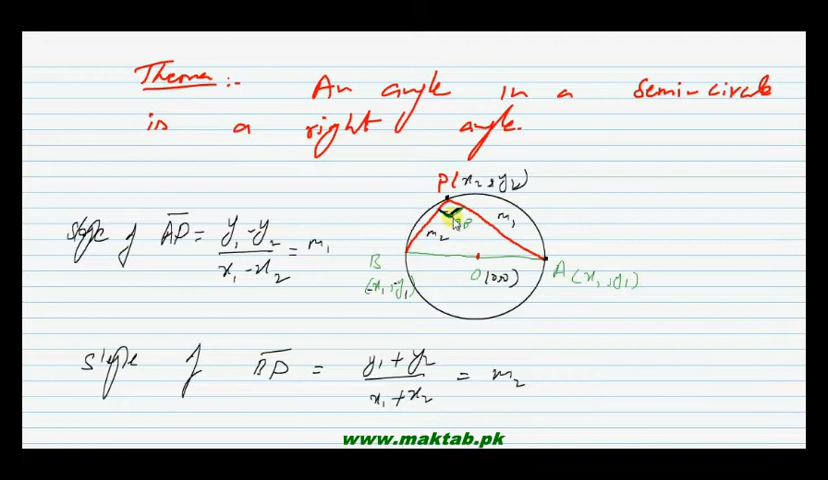 Theorem :- An angle in a semi-circle
is a right angle.
P(x₂, y₂)
m₁
m₂
B
(-x₁, -y₁)
O(0,0)
A(x₁, y₁)
slope of AP = y₁-y₂/x₁-x₂ = m₁
slope of BP = y₁+y₂/x₁+x₂ = m₂
www.maktab.pk